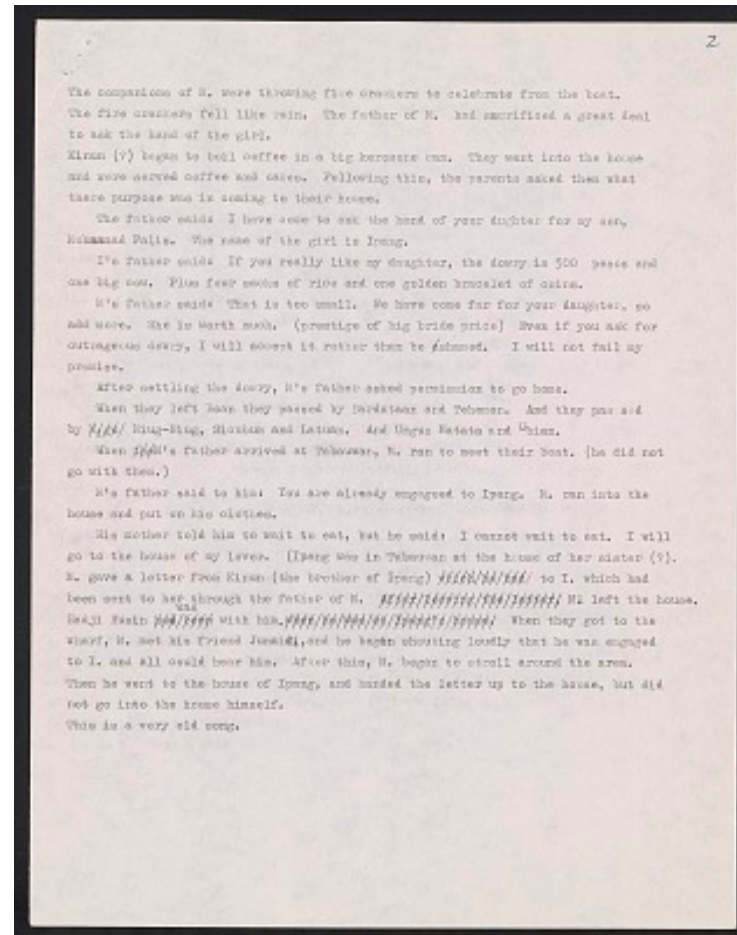 2
The companions of M. were throwing fire crackers to celebrate from the boat.
The fire crackers fell like rain. The father of M. had sacrificed a great deal
to ask the hand of the girl.
Kiram (?) began to boil coffee in a big kerosene can. They went into the house
and were served coffee and cakes. Following this, the parents asked them what
there purpose was in coming to their house.
The father said: I have come to ask the hand of your dughter for my son,
Mohammad Palis. The name of the girl is Ipang.
I's father said: If you really like my daughter, the dowry is 500 pesos and
one big cow. Plus four sacks of rice and one golden bracelet of coins.
M's father said: That is too small. We have come far for your daughter, so
add more. She is worth much. (prestige of big bride price) Even if you ask for
outrageous dowry, I will accept it rather than be ashamed. I will not fail my
promise.
After settling the dowry, M's father asked permission to go home.
When they left they passed by and Tubawan. And they pas
by Siug-Siug, Siockon and Latuan. And Ungus Matata and
When M's father arrived at M. ran to meet their boat. (he did not
go with them.)
M's father said to him: You are already engaged to Ipang. M. ran into the
house and put on his clothes.
His mother told him to wait to eat, but he said: I cannot wait to eat. I will
go to the house of my lover. (Ipang was in at the house of her sister (?).
M. gave a letter from Kiram (the brother of Ipang) to I. which had
been sent to her through the father of M. left the house.
Hadji was with him. When they got to the
wharf, M. met his friend and he began shouting loudly that he was engaged
to I. and all could hear him. After this, M. began to stroll around the area.
Then he went to the house of Ipang, and handed the letter up to the house, but did
not go into the house himself.
This is a very old song.